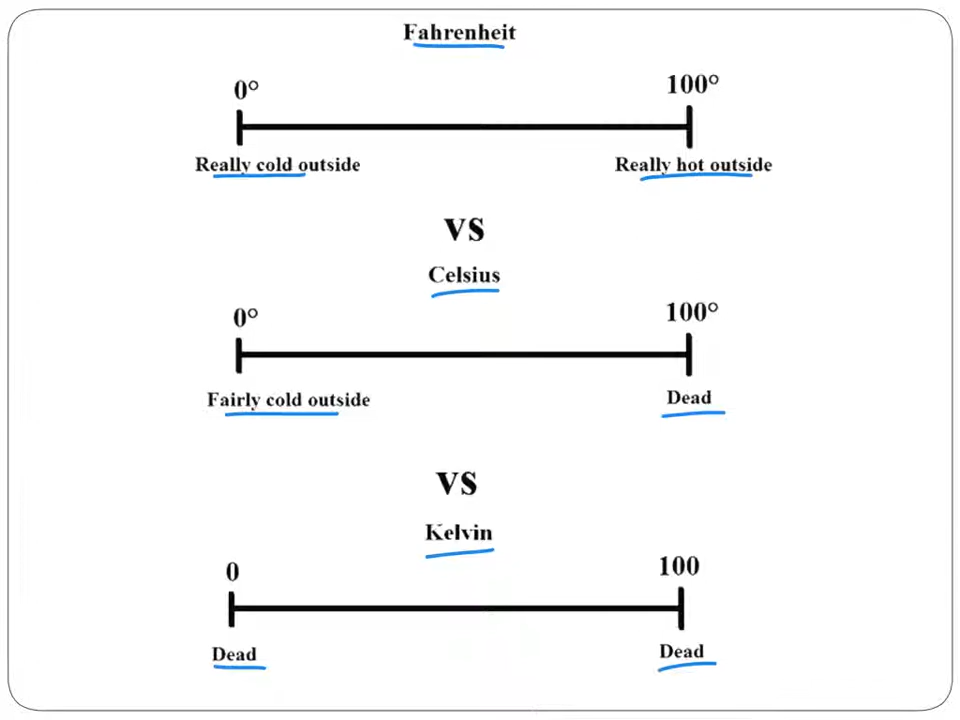 Fahrenheit
0° 100°
Really cold outside Really hot outside
vs
Celsius
0° 100°
Fairly cold outside Dead
vs
Kelvin
0 100
Dead Dead